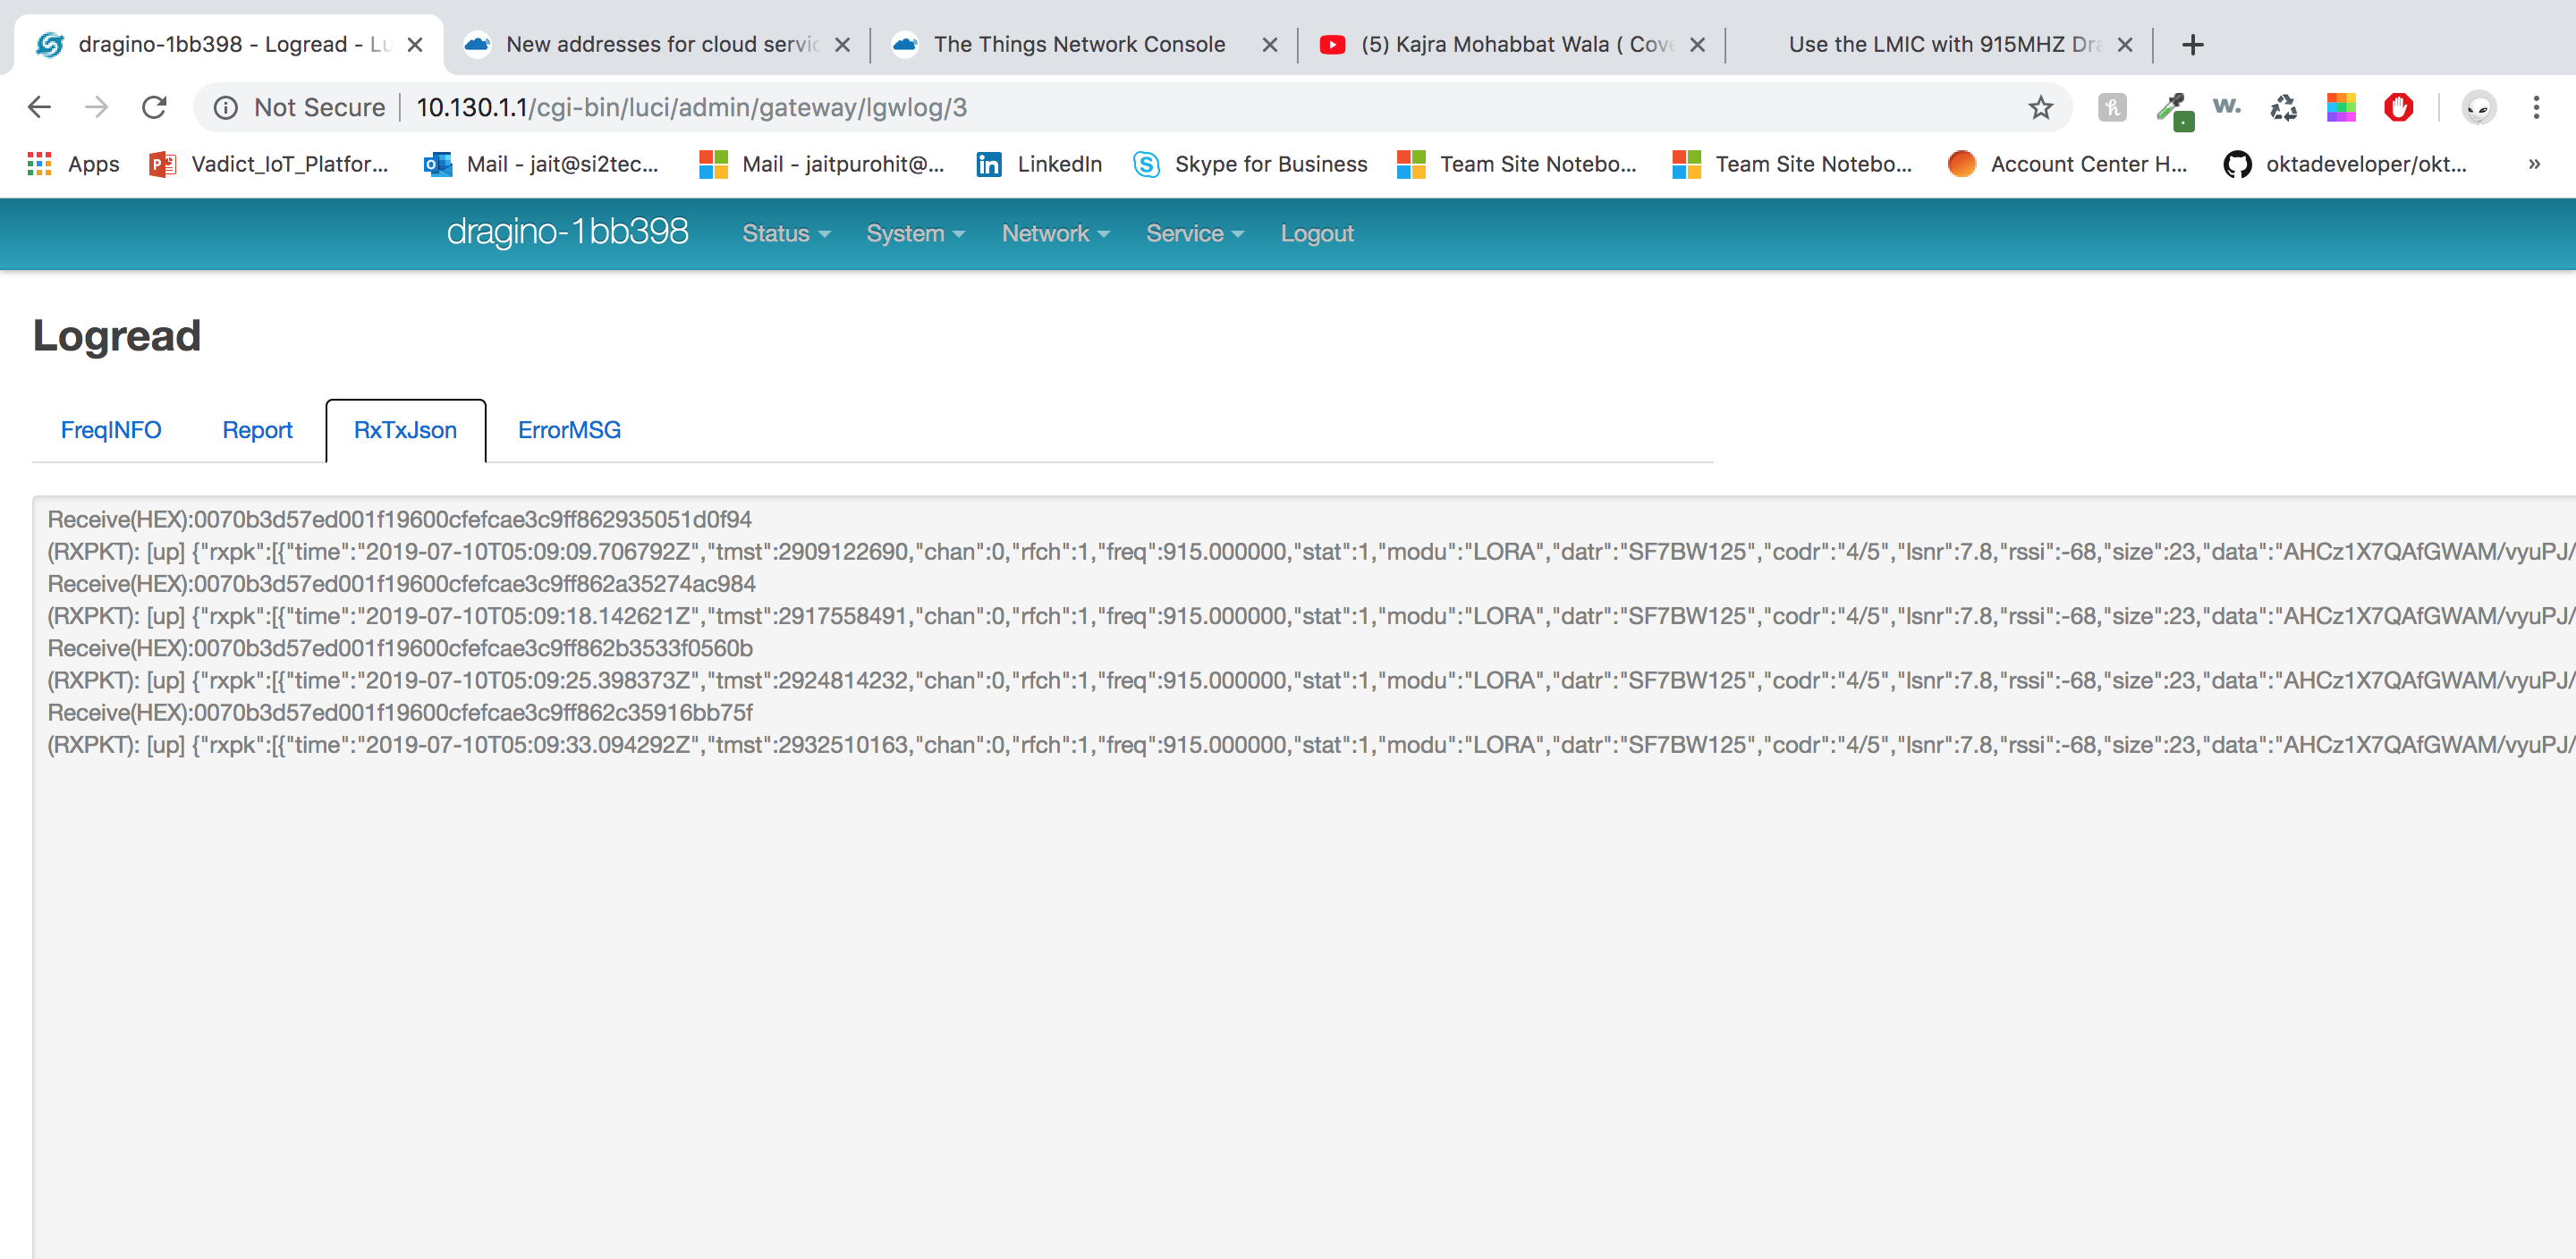 dragino-1bb398 - Logread - Lu
New addresses for cloud servic
The Things Network Console
(5) Kajra Mohabbat Wala ( Cove
Use the LMIC with 915MHZ Dra
Not Secure
10.130.1.1/cgi-bin/luci/admin/gateway/lgwlog/3
Apps
Vadict_IoT_Platfor...
Mail - jait@si2tec...
Mail - jaitpurohit@...
LinkedIn
Skype for Business
Team Site Notebo...
Team Site Notebo...
Account Center H...
oktadeveloper/okt...
»
dragino-1bb398
Status
System
Network
Service
Logout
Logread
FreqINFO
Report
RxTxJson
ErrorMSG
Receive(HEX):0070b3d57ed001f19600cfefcae3c9ff862935051d0f94
(RXPKT): [up] {"rxpk":[{"time":"2019-07-10T05:09:09.706792Z","tmst":2909122690,"chan":0,"rfch":1,"freq":915.000000,"stat":1,"modu":"LORA","datr":"SF7BW125","codr":"4/5","lsnr":7.8,"rssi":-68,"size":23,"data":"AHCz1X7QAfGWAM/vyuPJ/
Receive(HEX):0070b3d57ed001f19600cfefcae3c9ff862a35274ac984
(RXPKT): [up] {"rxpk":[{"time":"2019-07-10T05:09:18.142621Z","tmst":2917558491,"chan":0,"rfch":1,"freq":915.000000,"stat":1,"modu":"LORA","datr":"SF7BW125","codr":"4/5","lsnr":7.8,"rssi":-68,"size":23,"data":"AHCz1X7QAfGWAM/vyuPJ/
Receive(HEX):0070b3d57ed001f19600cfefcae3c9ff862b3533f0560b
(RXPKT): [up] {"rxpk":[{"time":"2019-07-10T05:09:25.398373Z","tmst":2924814232,"chan":0,"rfch":1,"freq":915.000000,"stat":1,"modu":"LORA","datr":"SF7BW125","codr":"4/5","lsnr":7.8,"rssi":-68,"size":23,"data":"AHCz1X7QAfGWAM/vyuPJ/
Receive(HEX):0070b3d57ed001f19600cfefcae3c9ff862c35916bb75f
(RXPKT): [up] {"rxpk":[{"time":"2019-07-10T05:09:33.094292Z","tmst":2932510163,"chan":0,"rfch":1,"freq":915.000000,"stat":1,"modu":"LORA","datr":"SF7BW125","codr":"4/5","lsnr":7.8,"rssi":-68,"size":23,"data":"AHCz1X7QAfGWAM/vyuPJ/